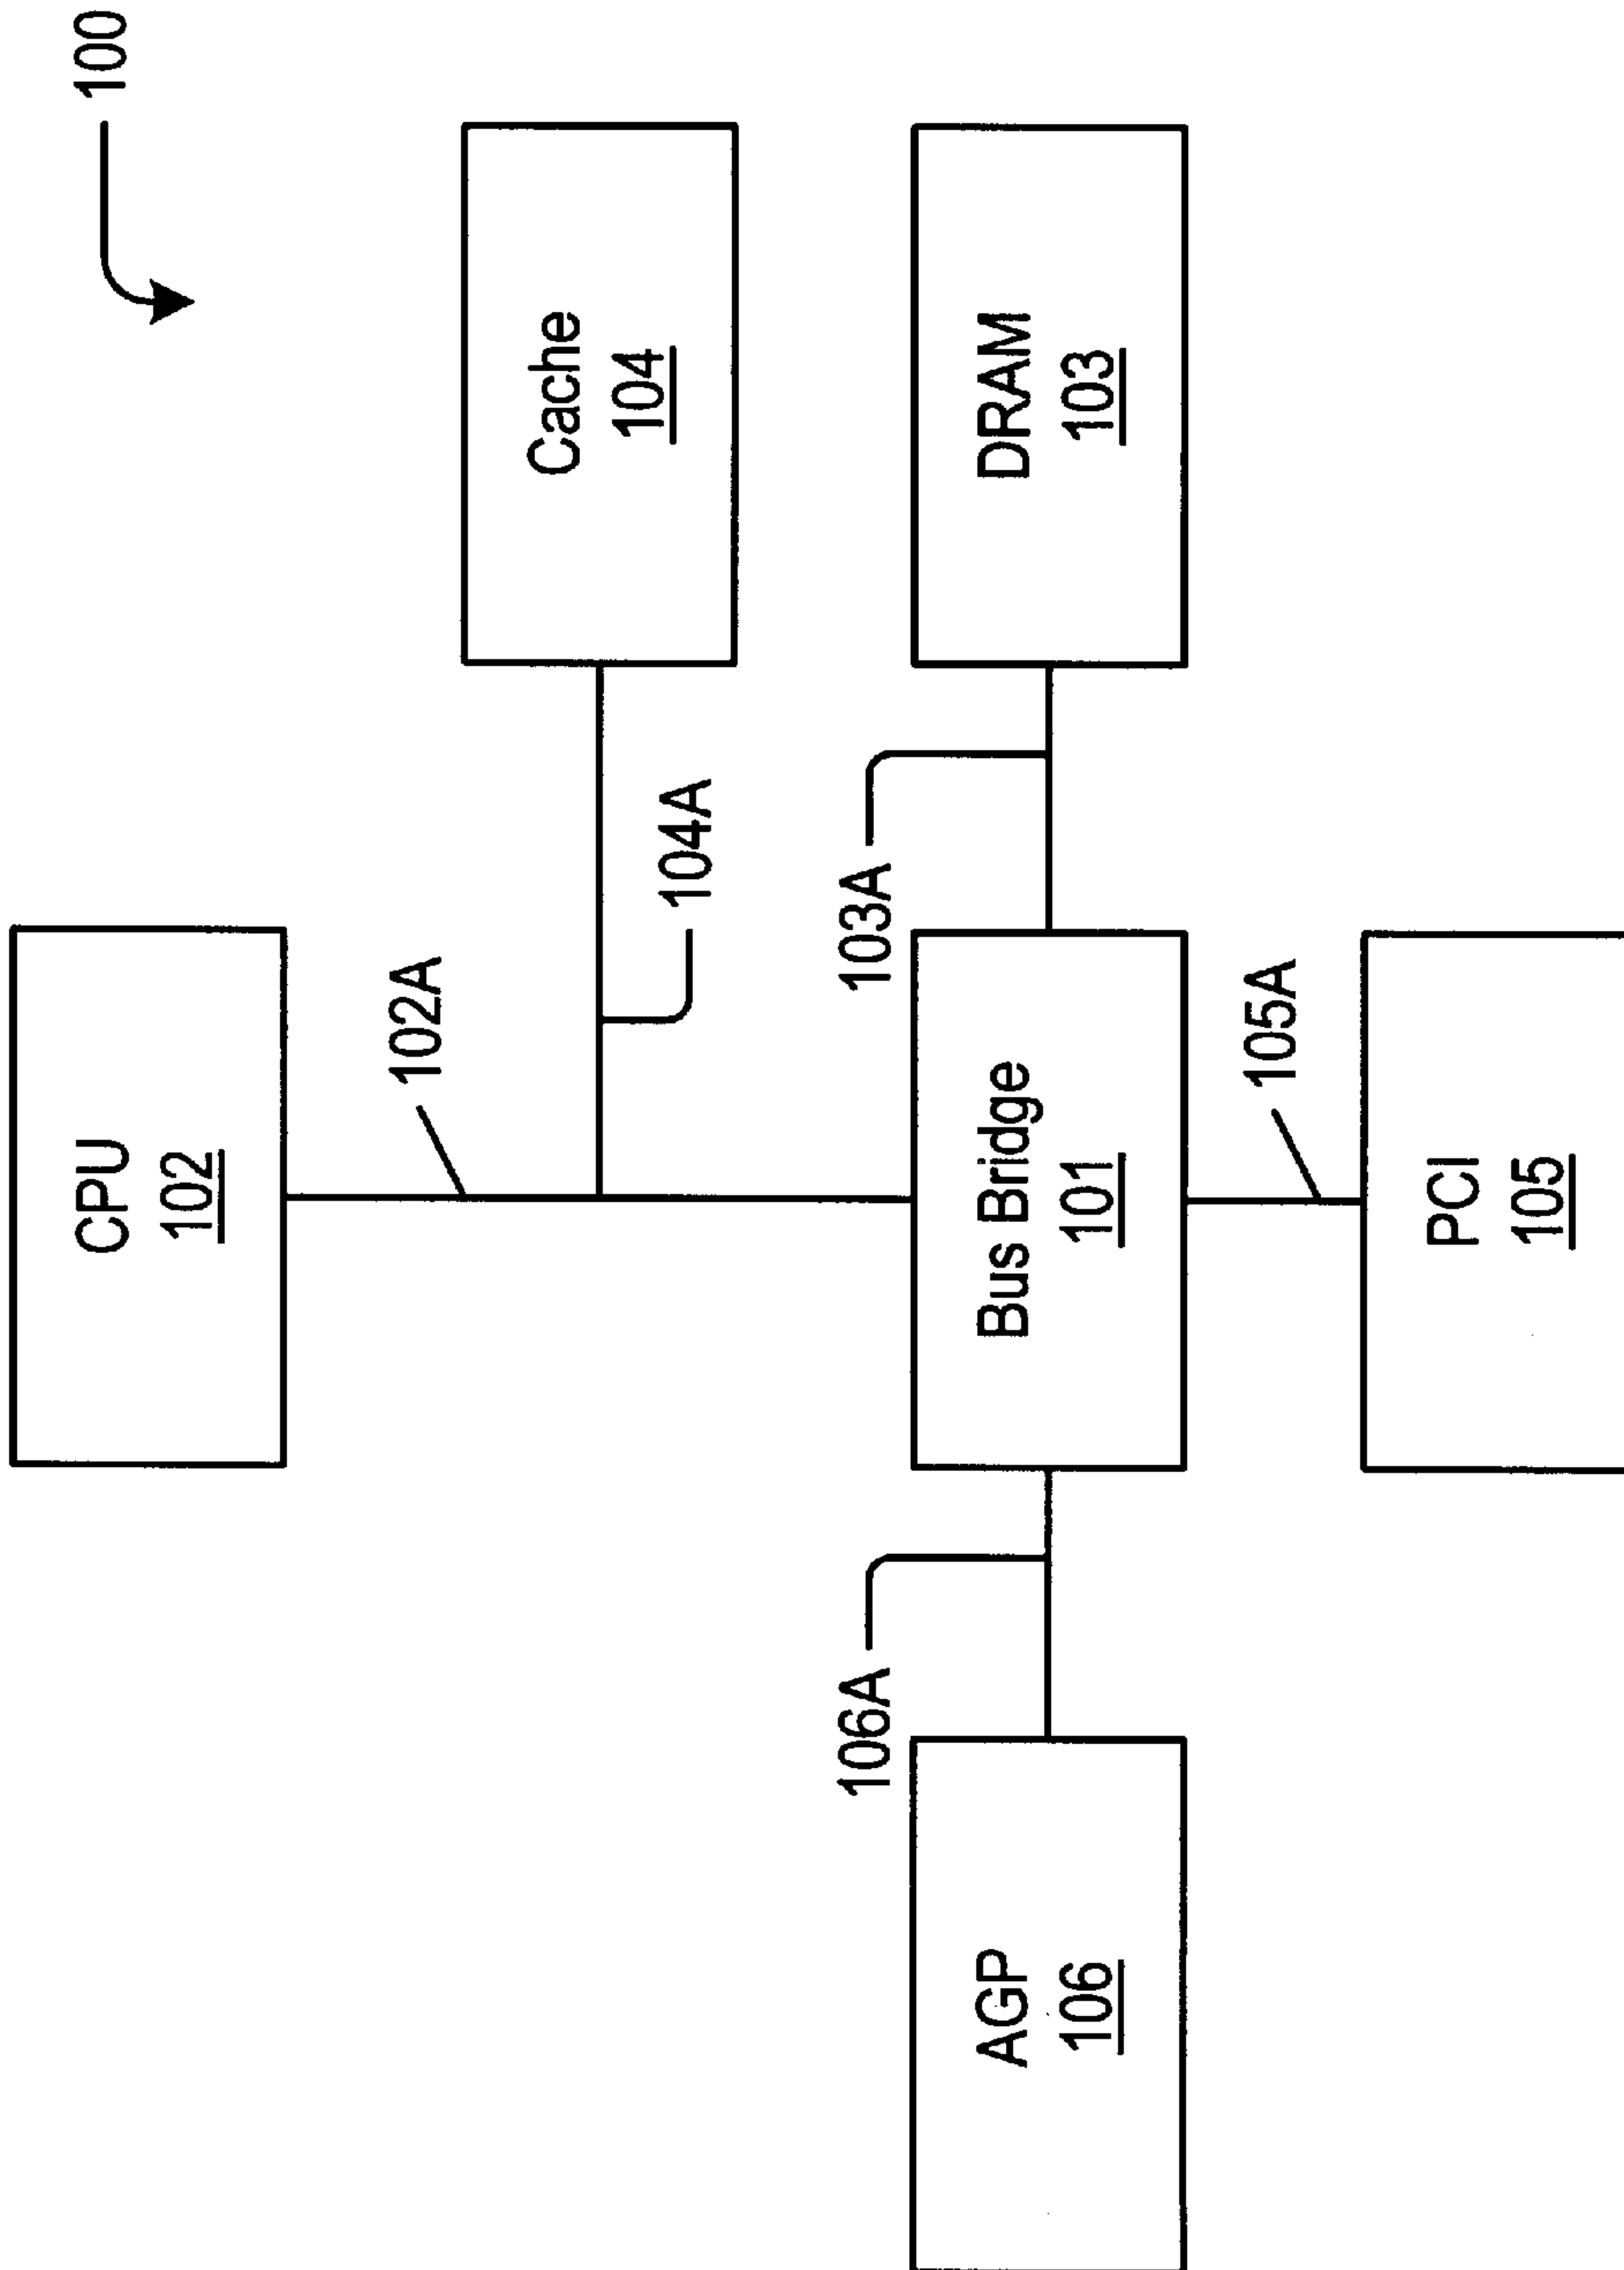 100
CPU
102
102A
Cache
104
104A
106A
103A
AGP
106
Bus Bridge
101
DRAM
103
105A
PCI
105